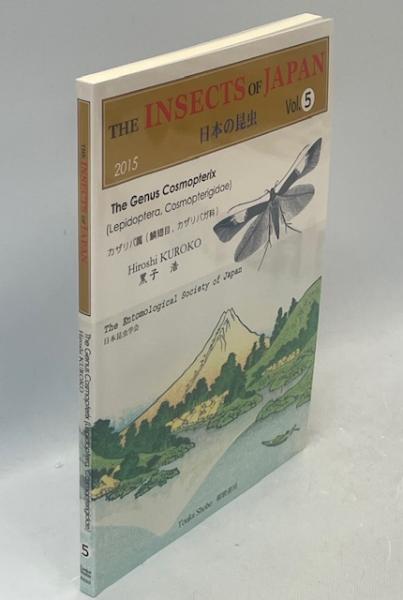 THE INSECTS OF JAPAN
日本の昆虫
Vol. 5
2015
The Genus Cosmopterix
(Lepidoptera, Cosmopterigidae)
カザリバ属 (鱗翅目, カザリバガ科)
Hiroshi KUROKO
黒子 浩
The Entomological Society of Japan
日本昆虫学会
Touka Shobo 櫂歌書房
THE INSECTS OF JAPAN
The Genus Cosmopterix (Lepidoptera, Cosmopterigidae)
Hiroshi KUROKO
5
Touka Shobo